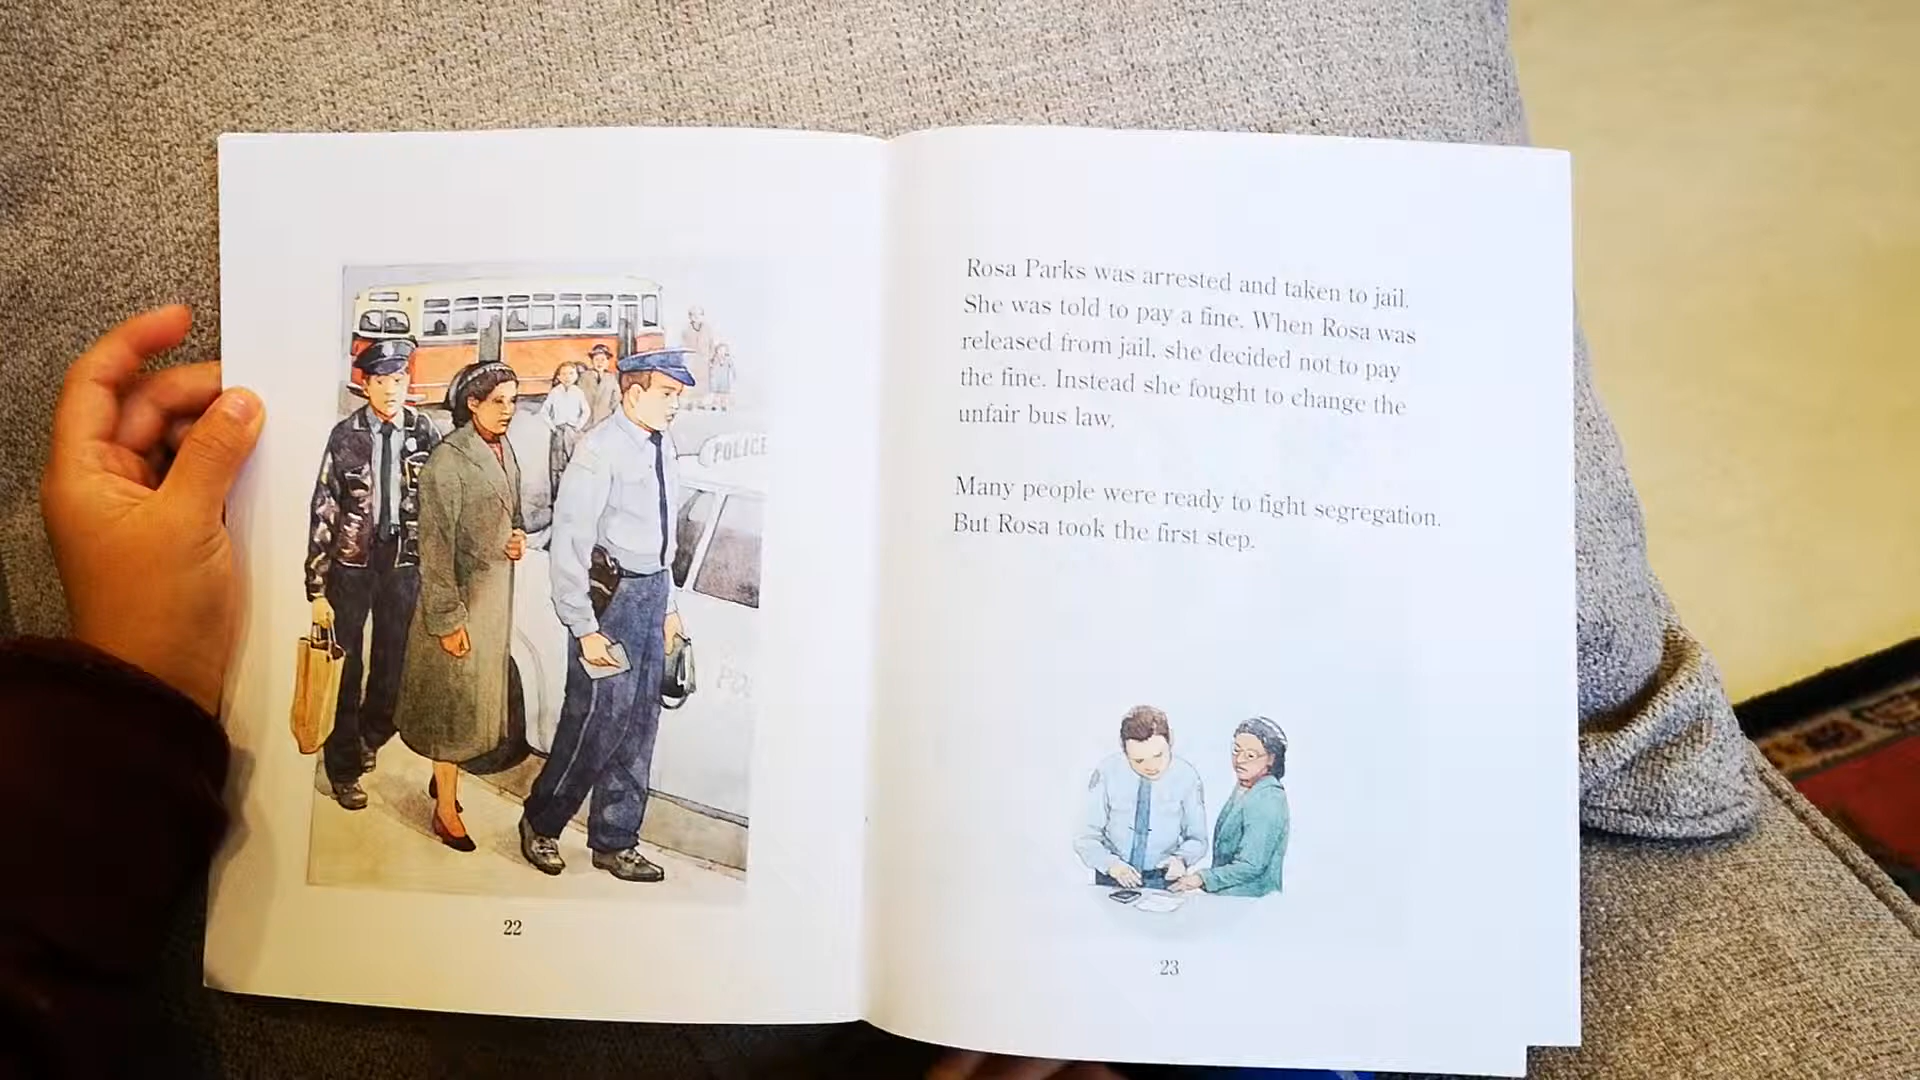 POLICE
22
Rosa Parks was arrested and taken to jail.
She was told to pay a fine. When Rosa was
released from jail, she decided not to pay
the fine. Instead she fought to change the
unfair bus law.
Many people were ready to fight segregation.
But Rosa took the first step.
23